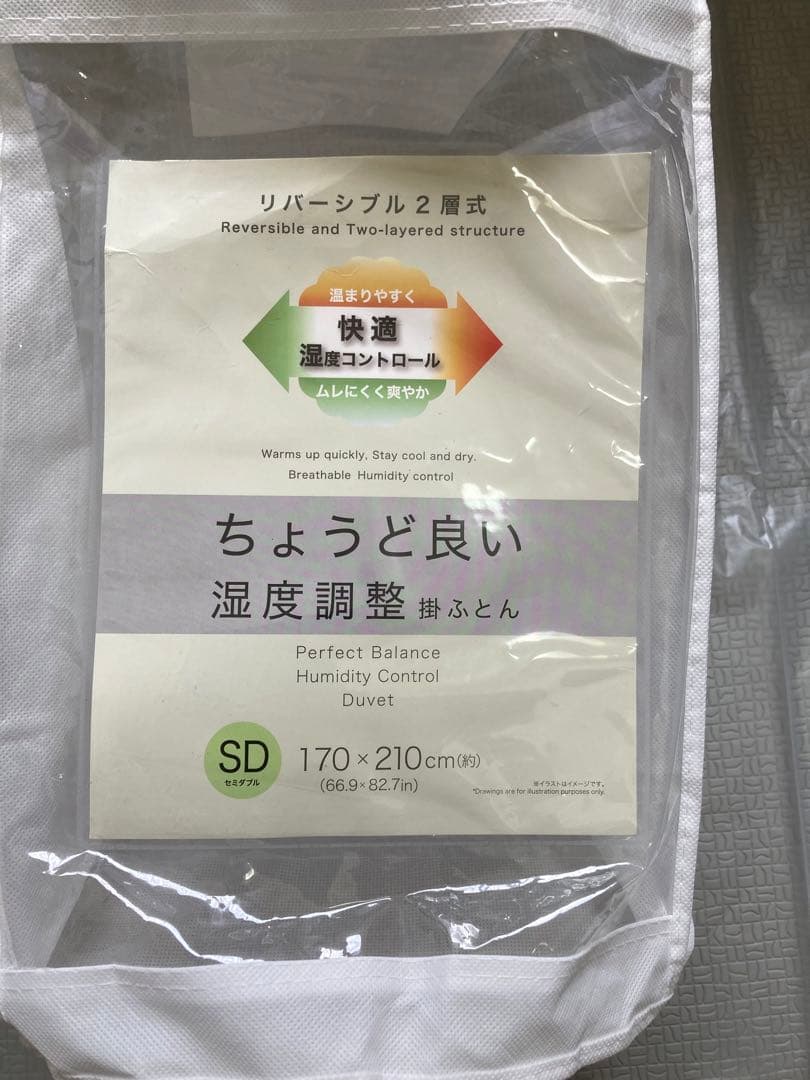 リバーシブル２層式
Reversible and Two-layered structure
温まりやすく
快適
湿度コントロール
ムレにくく爽やか
Warms up quickly, Stay cool and dry.
Breathable Humidity control
ちょうど良い
湿度調整 掛ふとん
Perfect Balance
Humidity Control
Duvet
SD
セミダブル
170×210cm(約)
(66.9×82.7in)
※イラストはイメージです。
*Drawings are for illustration purposes only.